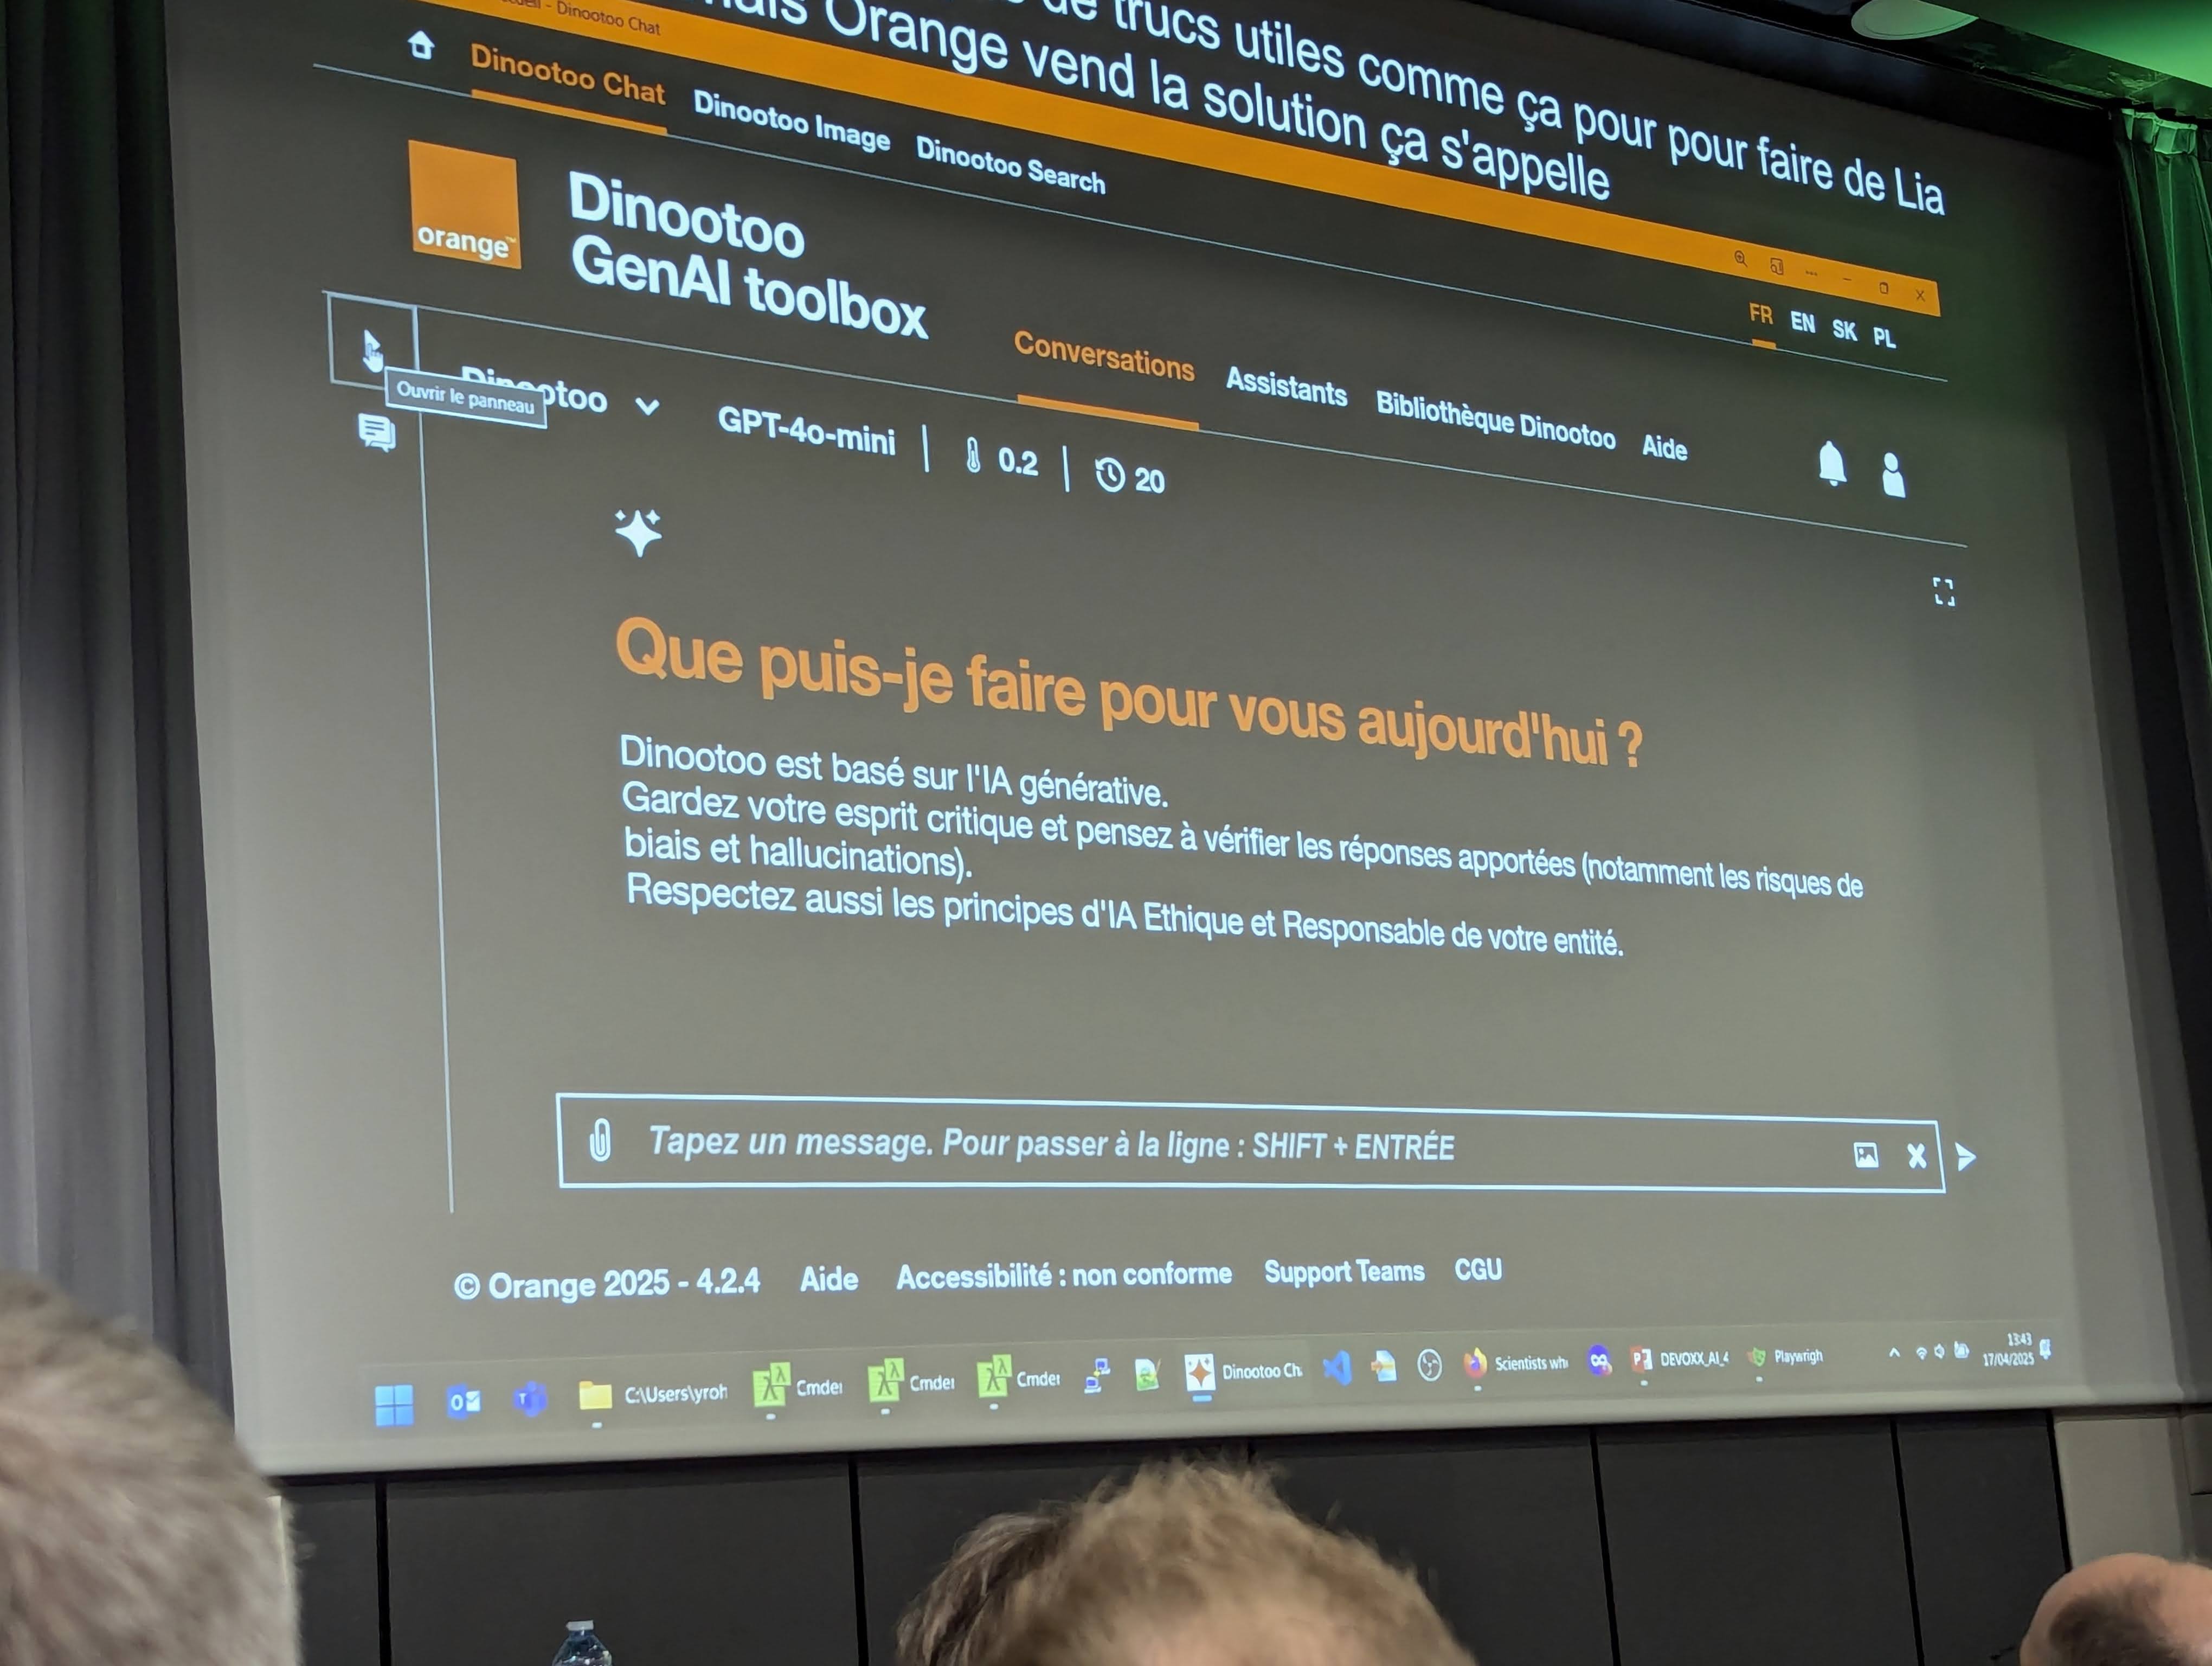 de trucs utiles comme ça pour pour faire de Lia
Orange vend la solution ça s'appelle
- Dinootoo Chat
Dinootoo Chat Dinootoo Image Dinootoo Search
FR EN SK PL
orange™
Dinootoo
GenAI toolbox
Conversations Assistants Bibliothèque Dinootoo Aide
Ouvrir le panneau
GPT-4o-mini | 0.2 | 20
Que puis-je faire pour vous aujourd'hui ?
Dinootoo est basé sur l'IA générative.
Gardez votre esprit critique et pensez à vérifier les réponses apportées (notamment les risques de
biais et hallucinations).
Respectez aussi les principes d'IA Ethique et Responsable de votre entité.
Tapez un message. Pour passer à la ligne : SHIFT + ENTRÉE
© Orange 2025 - 4.2.4 Aide Accessibilité : non conforme Support Teams CGU
C:\Users\yroh Cmder Cmder Cmder Dinootoo Ch Scientists wh DEVOXX_AI_4 Playwrigh
13:43
17/04/2025